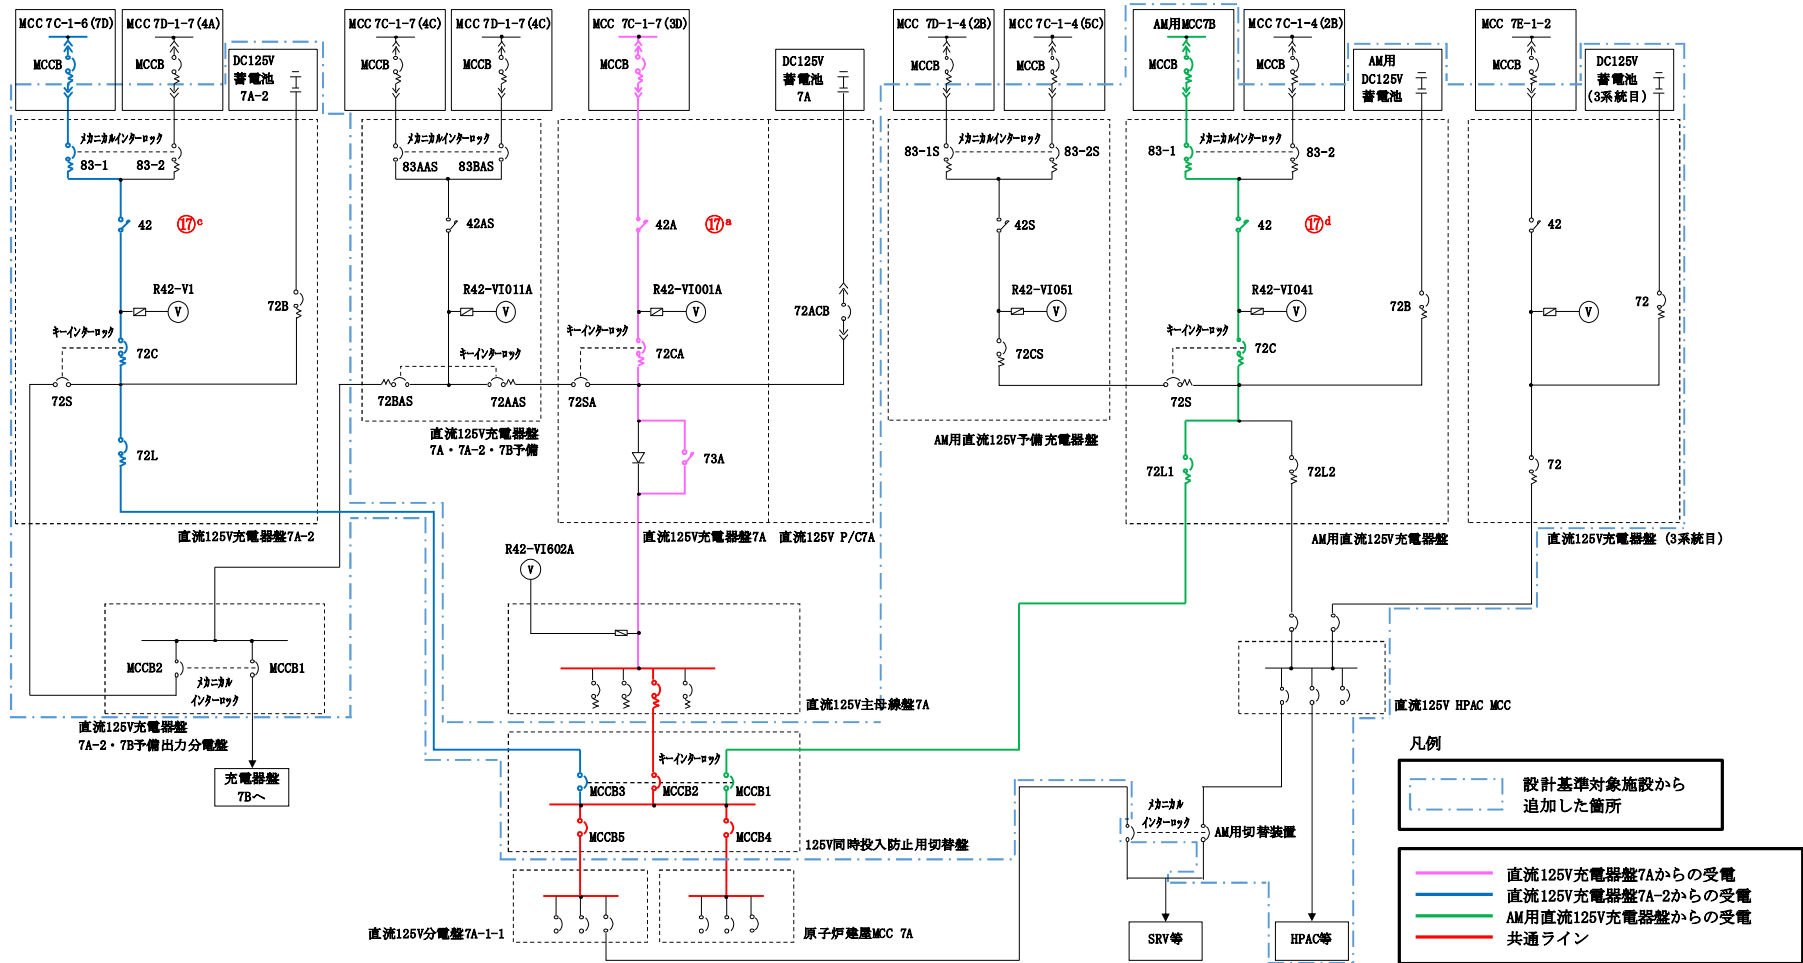 MCC 7C-1-6(7D)
MCC 7D-1-7(4A)
MCC 7C-1-7(4C)
MCC 7D-1-7(4C)
MCC 7C-1-7(3D)
MCC 7D-1-4(2B)
MCC 7C-1-4(5C)
AM用MCC7B
MCC 7C-1-4(2B)
MCC 7E-1-2
MCCB
MCCB
DC125V
蓄電池
7A-2
MCCB
MCCB
MCCB
DC125V
蓄電池
7A
MCCB
MCCB
MCCB
MCCB
AM用
DC125V
蓄電池
MCCB
DC125V
蓄電池
(3系統目)
メカニカルインターロック
83-1
83-2
メカニカルインターロック
83AAS
83BAS
メカニカルインターロック
83-1S
83-2S
メカニカルインターロック
83-1
83-2
42
⑰c
42AS
42A
⑰a
42S
42
⑰d
42
R42-V1
V
72B
R42-VI011A
V
R42-VI001A
V
72ACB
R42-VI051
V
R42-VI041
V
72B
V
72
キーインターロック
72C
72S
キーインターロック
72BAS
72AAS
キーインターロック
72CA
72SA
72CS
キーインターロック
72C
72S
72L
直流125V充電器盤
7A・7A-2・7B予備
73A
AM用直流125V予備充電器盤
72L1
72L2
72
直流125V充電器盤7A-2
直流125V充電器盤7A
直流125V P/C7A
AM用直流125V充電器盤
直流125V充電器盤(3系統目)
R42-VI602A
V
MCCB2
MCCB1
メカニカル
インターロック
直流125V充電器盤
7A-2・7B予備出力分電盤
充電器盤
7Bへ
直流125V主母線盤7A
直流125V HPAC MCC
キーインターロック
MCCB3
MCCB2
MCCB1
MCCB5
MCCB4
125V同時投入防止用切替盤
メカニカル
インターロック
AM用切替装置
直流125V分電盤7A-1-1
原子炉建屋MCC 7A
SRV等
HPAC等
凡例
設計基準対象施設から
追加した箇所
直流125V充電器盤7Aからの受電
直流125V充電器盤7A-2からの受電
AM用直流125V充電器盤からの受電
共通ライン